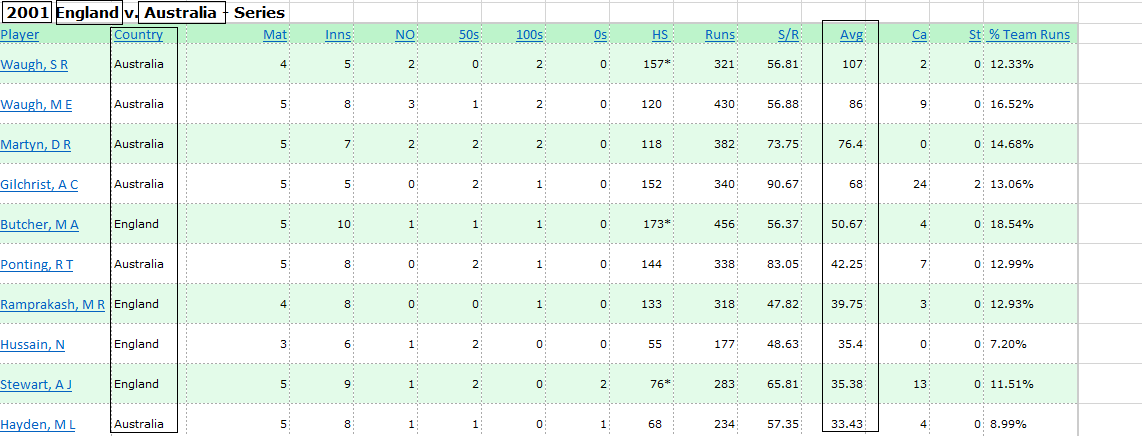 2001 England v. Australia - Series
Player Country Mat Inns NO 50s 100s 0s HS Runs S/R Avg Ca St % Team Runs
Waugh, S R Australia 4 5 2 0 2 0 157* 321 56.81 107 2 0 12.33%
Waugh, M E Australia 5 8 3 1 2 0 120 430 56.88 86 9 0 16.52%
Martyn, D R Australia 5 7 2 2 2 0 118 382 73.75 76.4 0 0 14.68%
Gilchrist, A C Australia 5 5 0 2 1 0 152 340 90.67 68 24 2 13.06%
Butcher, M A England 5 10 1 1 1 0 173* 456 56.37 50.67 4 0 18.54%
Ponting, R T Australia 5 8 0 2 1 0 144 338 83.05 42.25 7 0 12.99%
Ramprakash, M R England 4 8 0 0 1 0 133 318 47.82 39.75 3 0 12.93%
Hussain, N England 3 6 1 2 0 0 55 177 48.63 35.4 0 0 7.20%
Stewart, A J England 5 9 1 2 0 2 76* 283 65.81 35.38 13 0 11.51%
Hayden, M L Australia 5 8 1 1 0 1 68 234 57.35 33.43 4 0 8.99%